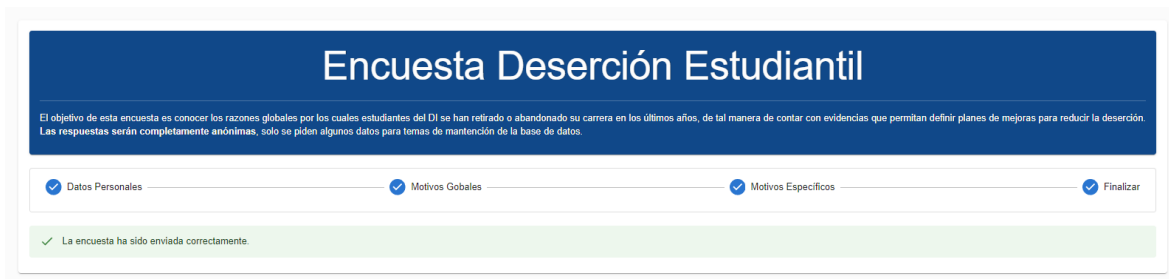 Encuesta Deserción Estudiantil
El objetivo de esta encuesta es conocer los razones globales por los cuales estudiantes del DI se han retirado o abandonado su carrera en los últimos años, de tal manera de contar con evidencias que permitan definir planes de mejoras para reducir la deserción.
Las respuestas serán completamente anónimas, solo se piden algunos datos para temas de mantención de la base de datos.
Datos Personales Motivos Gobales Motivos Específicos Finalizar
La encuesta ha sido enviada correctamente.